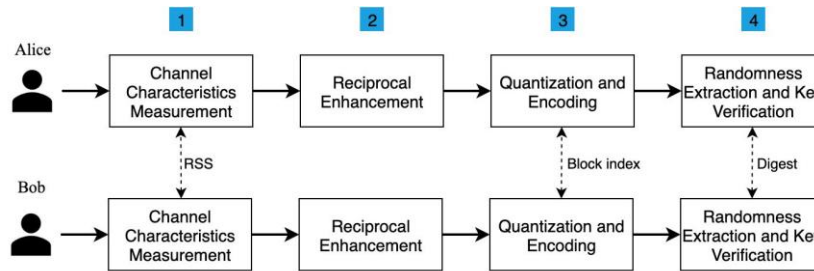 1
2
3
4
Alice
Channel
Characteristics
Measurement
Reciprocal
Enhancement
Quantization and
Encoding
Randomness
Extraction and Ke
Verification
RSS
Block index
Digest
Bob
Channel
Characteristics
Measurement
Reciprocal
Enhancement
Quantization and
Encoding
Randomness
Extraction and Ke
Verification